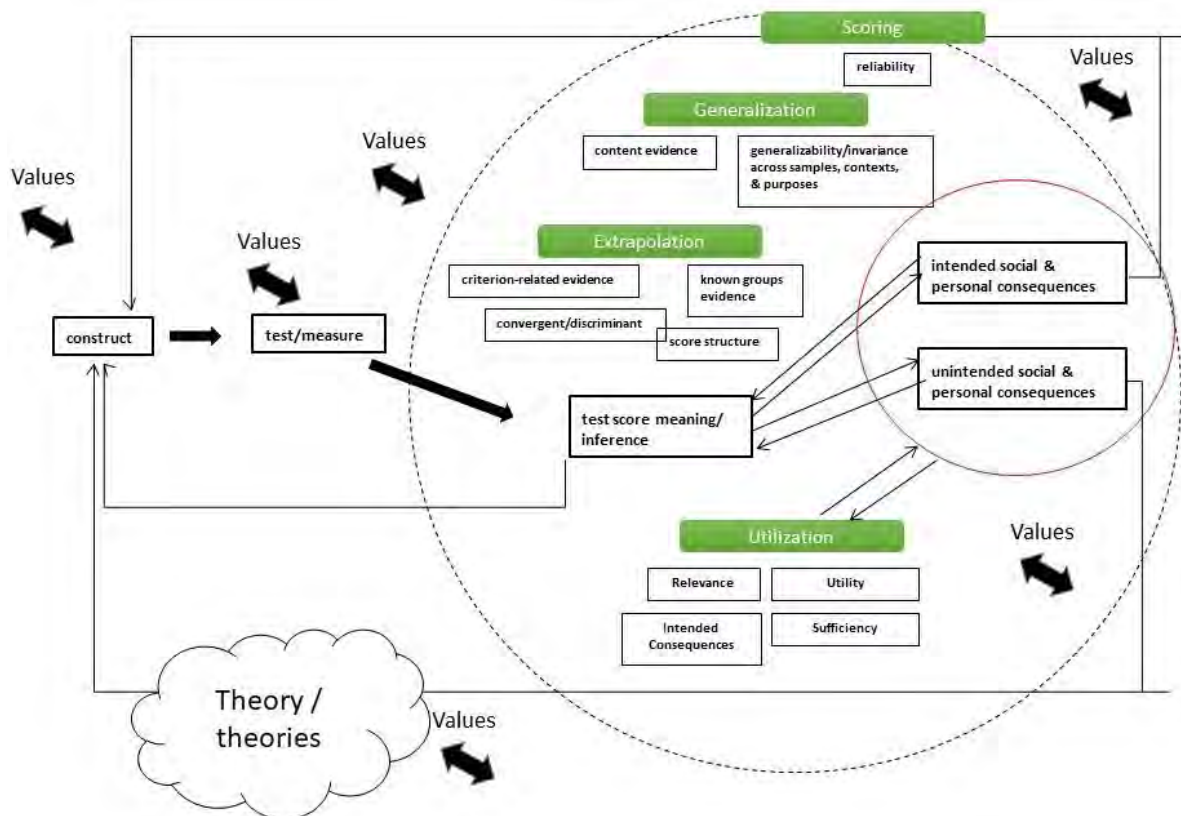 Scoring
reliability
Values
Generalization
content evidence
generalizability/invariance
across samples, contexts,
& purposes
Values
Values
Values
Extrapolation
criterion-related evidence
known groups
evidence
convergent/discriminant
score structure
intended social &
personal consequences
construct
test/measure
unintended social &
personal consequences
test score meaning/
inference
Utilization
Values
Relevance
Utility
Intended
Consequences
Sufficiency
Theory /
theories
Values